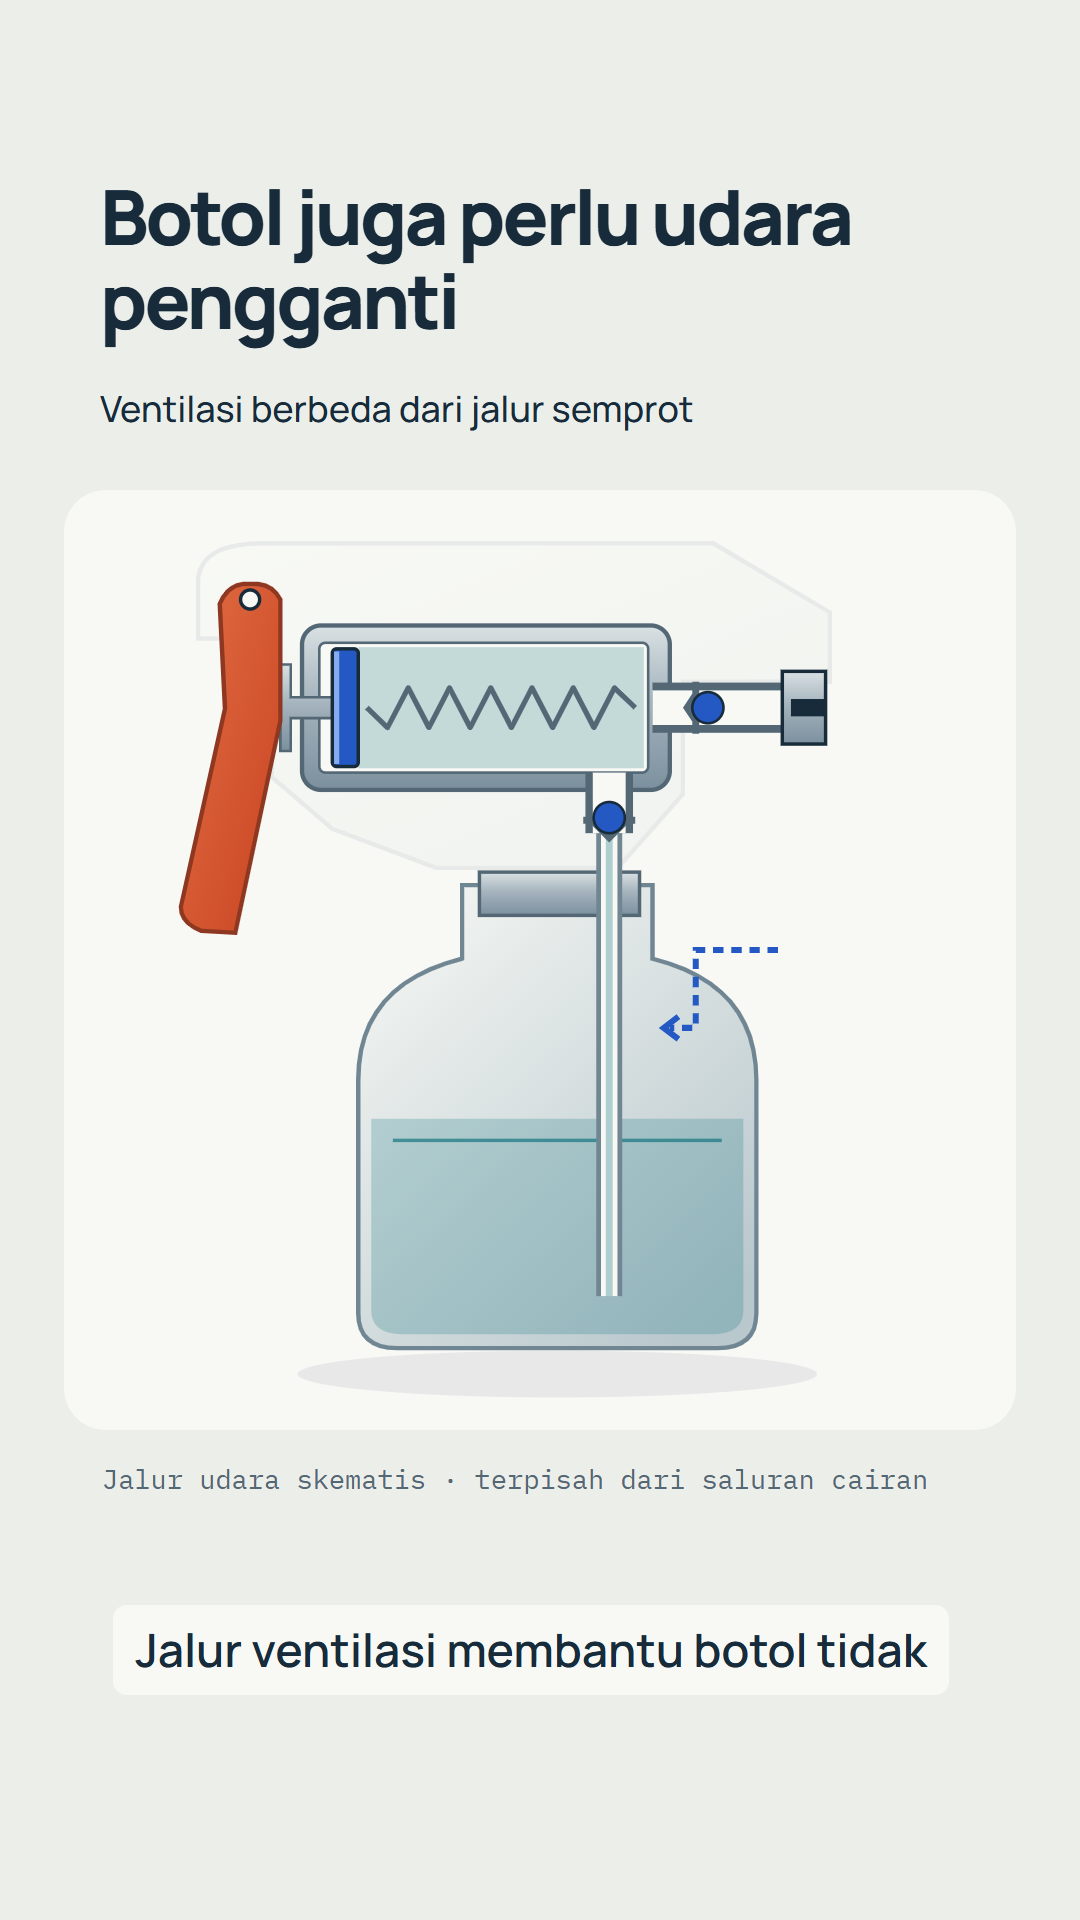 Botol juga perlu udara
pengganti
Ventilasi berbeda dari jalur semprot
Jalur udara skematis · terpisah dari saluran cairan
Jalur ventilasi membantu botol tidak